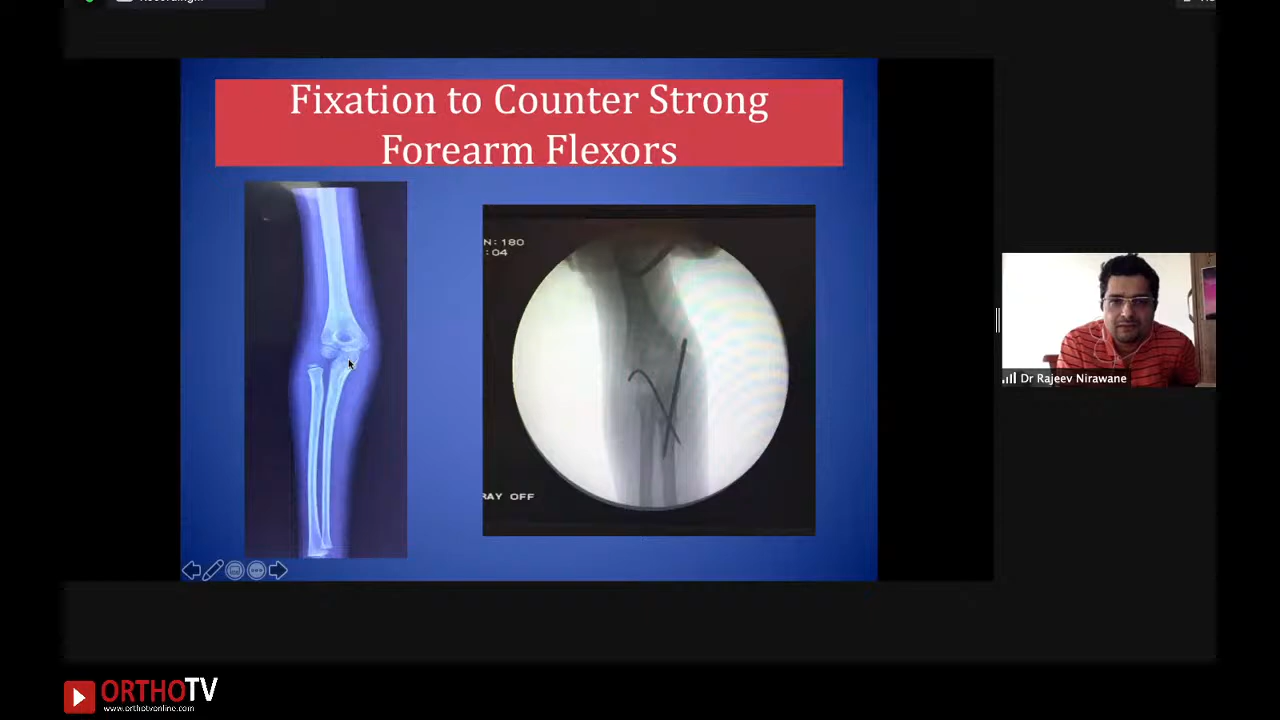 Fixation to Counter Strong
Forearm Flexors
N: 180
: 04
RAY OFF
Dr Rajeev Nirawane
ORTHOTV
www.orthotvonline.com